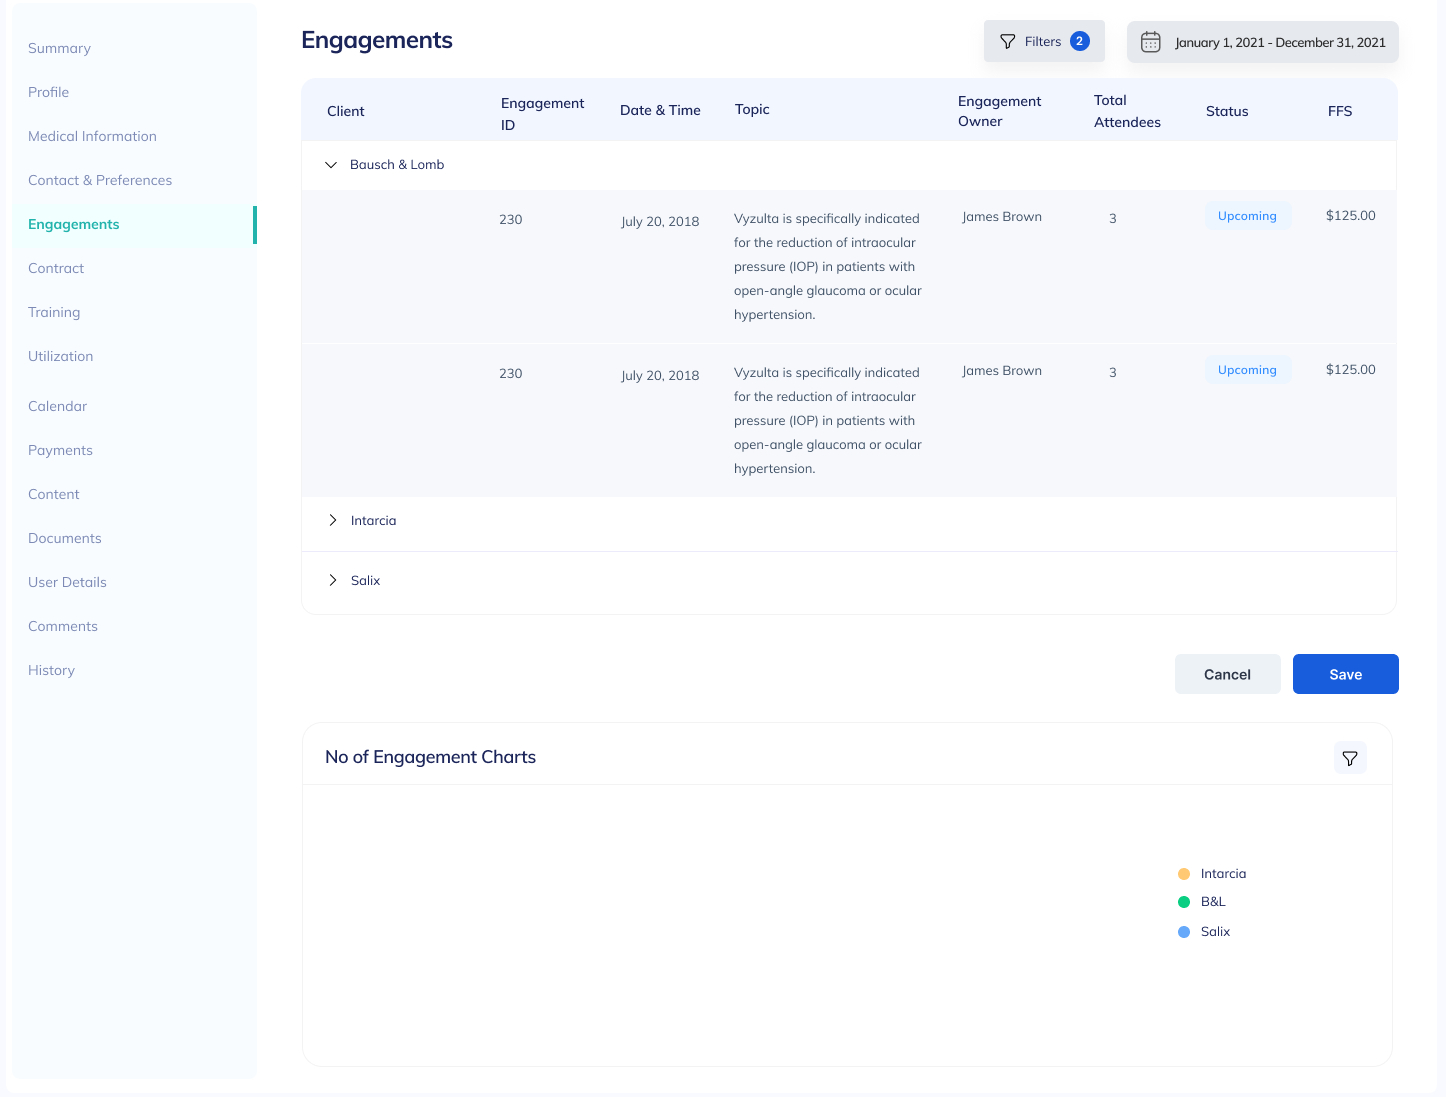 Summary
Profile
Medical Information
Contact & Preferences
Engagements
Contract
Training
Utilization
Calendar
Payments
Content
Documents
User Details
Comments
History
Engagements
Filters 2
January 1, 2021 - December 31, 2021
Client
Engagement
ID
Date & Time
Topic
Engagement
Owner
Total
Attendees
Status
FFS
Bausch & Lomb
230
July 20, 2018
Vyzulta is specifically indicated
for the reduction of intraocular
pressure (IOP) in patients with
open-angle glaucoma or ocular
hypertension.
James Brown
3
Upcoming
$125.00
230
July 20, 2018
Vyzulta is specifically indicated
for the reduction of intraocular
pressure (IOP) in patients with
open-angle glaucoma or ocular
hypertension.
James Brown
3
Upcoming
$125.00
Intarcia
Salix
Cancel
Save
No of Engagement Charts
Intarcia
B&L
Salix